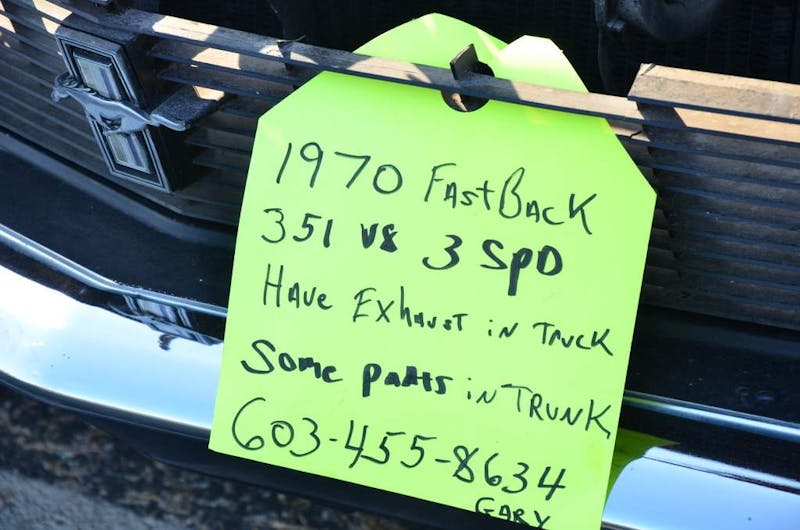 1970 FastBack
351 V8 3 SpD
Have Exhaust in Truck
Some parts in TRUNK
603-455-8634
GARY